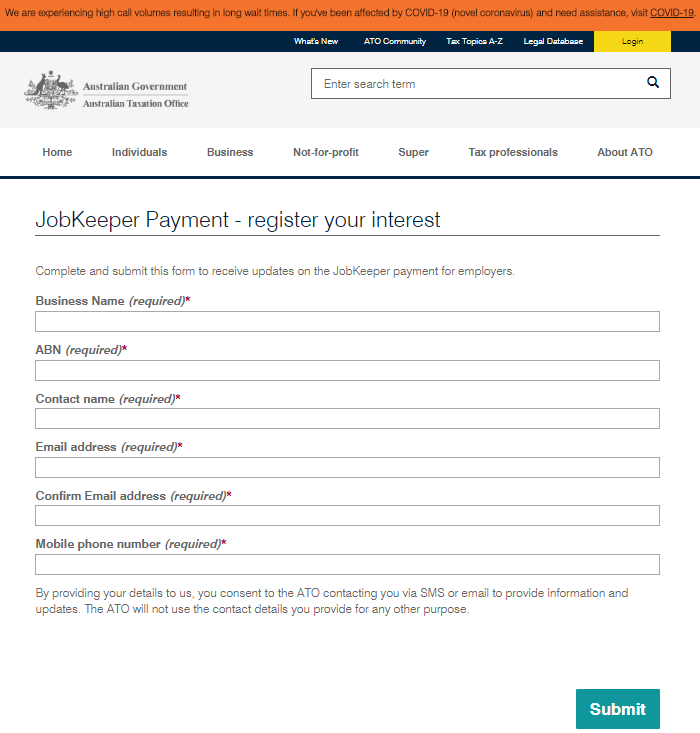 We are experiencing high call volumes resulting in long wait times. If you've been affected by COVID-19 (novel coronavirus) and need assistance, visit COVID-19.
What's New ATO Community Tax Topics A-Z Legal Database Login
Australian Government
Australian Taxation Office
Enter search term
Home Individuals Business Not-for-profit Super Tax professionals About ATO
JobKeeper Payment - register your interest
Complete and submit this form to receive updates on the JobKeeper payment for employers.
Business Name (required)*
ABN (required)*
Contact name (required)*
Email address (required)*
Confirm Email address (required)*
Mobile phone number (required)*
By providing your details to us, you consent to the ATO contacting you via SMS or email to provide information and
updates. The ATO will not use the contact details you provide for any other purpose.
Submit